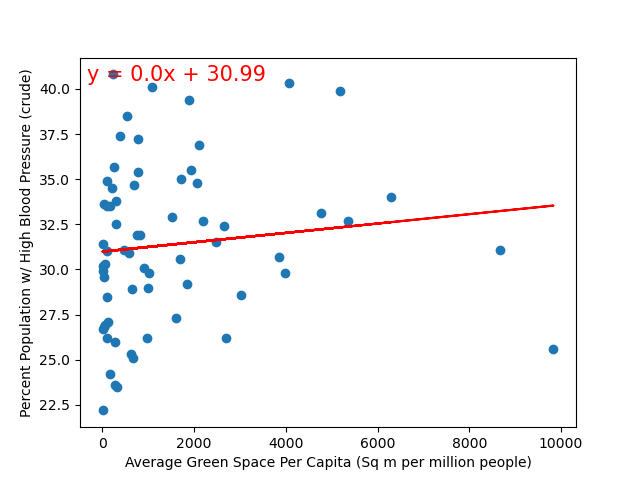 y = 0.0x + 30.99
40.0
37.5
35.0
32.5
30.0
27.5
25.0
22.5
Percent Population w/ High Blood Pressure (crude)
0 2000 4000 6000 8000 10000
Average Green Space Per Capita (Sq m per million people)